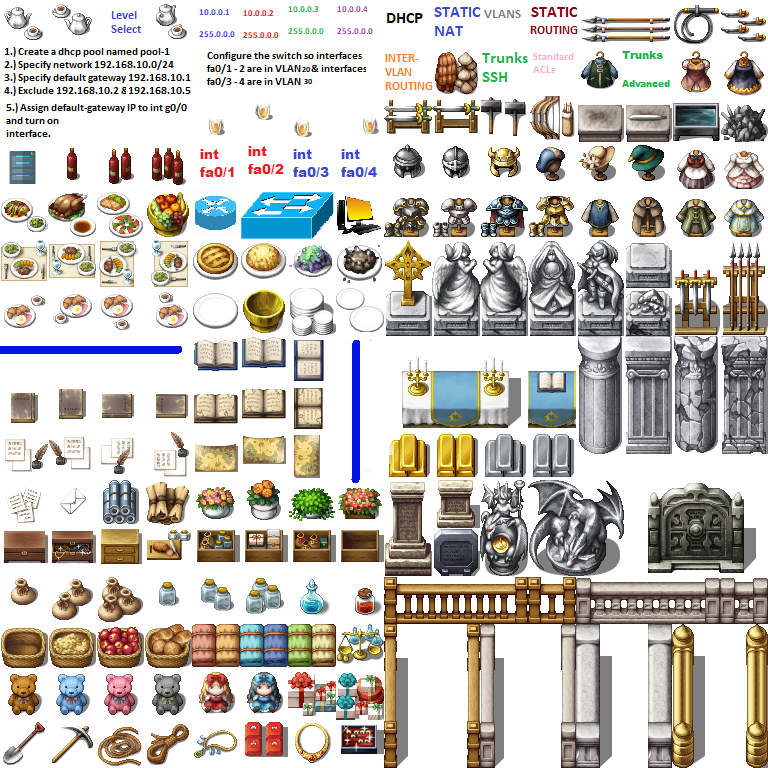 Level
Select
10.0.0.1
10.0.0.2
10.0.0.3
10.0.0.4
255.0.0.0
255.0.0.0
255.0.0.0
255.0.0.0
1.) Create a dhcp pool named pool-1
2.) Specify network 192.168.10.0/24
3.) Specify default gateway 192.168.10.1
4.) Exclude 192.168.10.2 & 192.168.10.5
5.) Assign default-gateway IP to int g0/0
and turn on
interface.
Configure the switch so interfaces
fa0/1 - 2 are in VLAN 20 & interfaces
fa0/3 - 4 are in VLAN 30
int
fa0/1
int
fa0/2
int
fa0/3
int
fa0/4
DHCP
STATIC
NAT
VLANS
STATIC
ROUTING
INTER-
VLAN
ROUTING
Trunks
SSH
Standard
ACLs
Trunks
Advanced